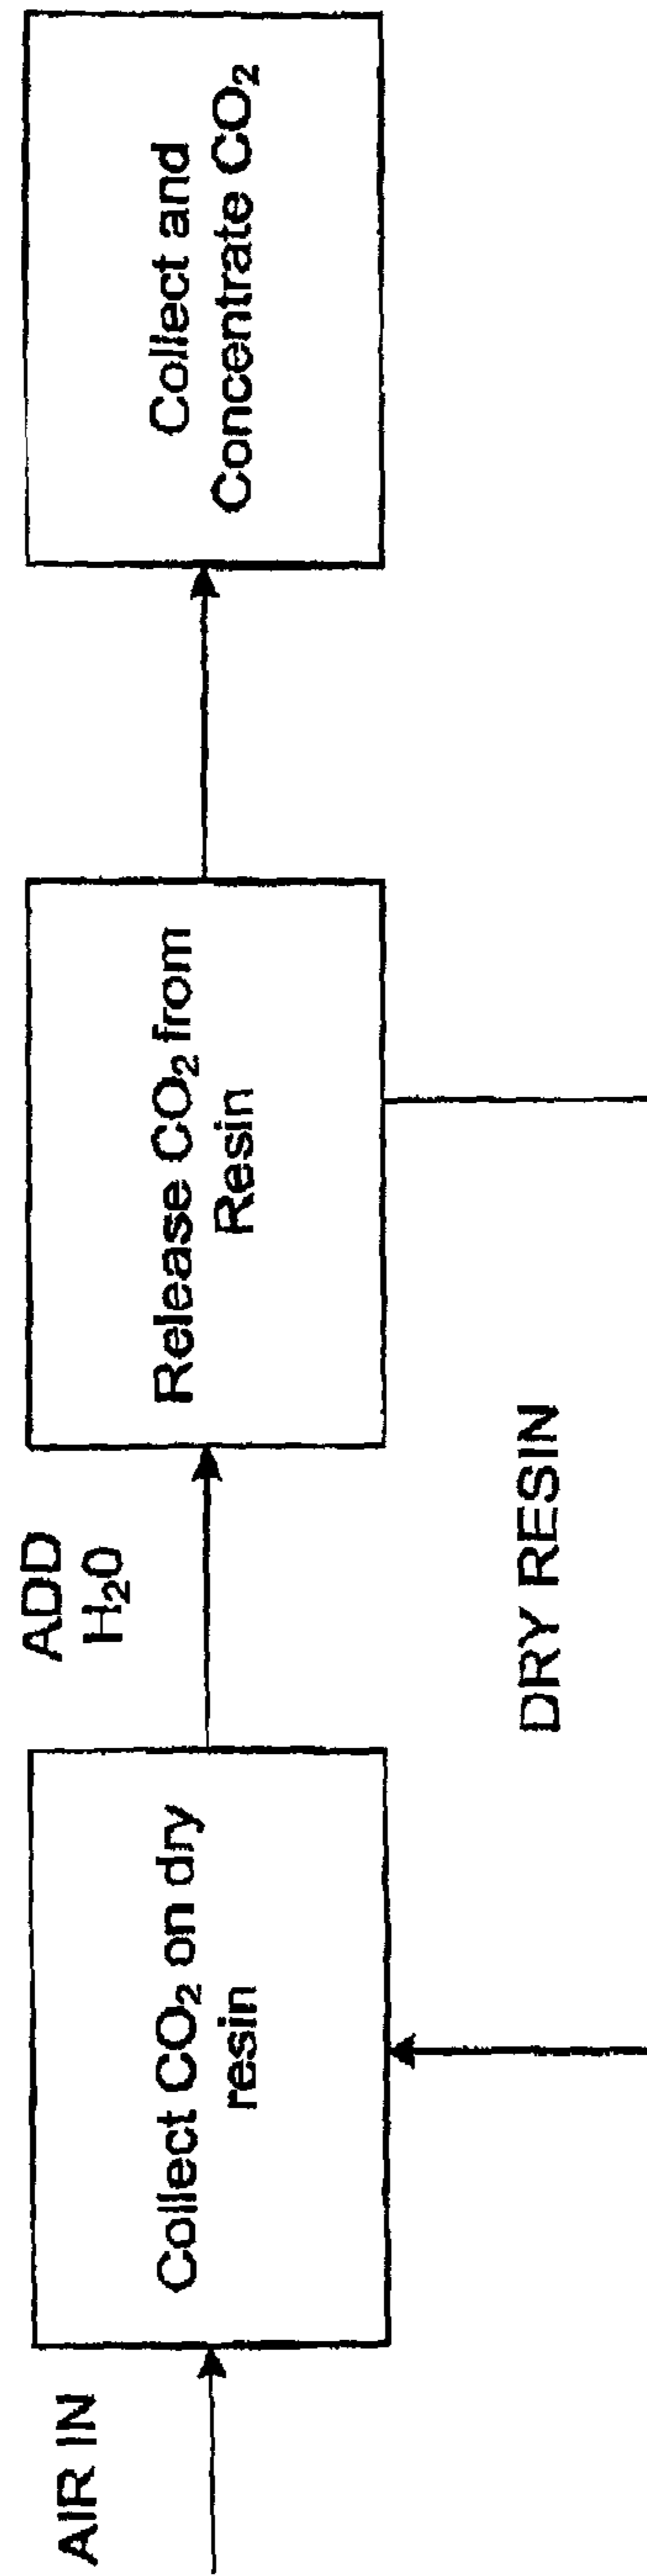 AIR IN
Collect CO₂ on dry
resin
ADD
H₂0
Release CO₂ from
Resin
Collect and
Concentrate CO₂
DRY RESIN